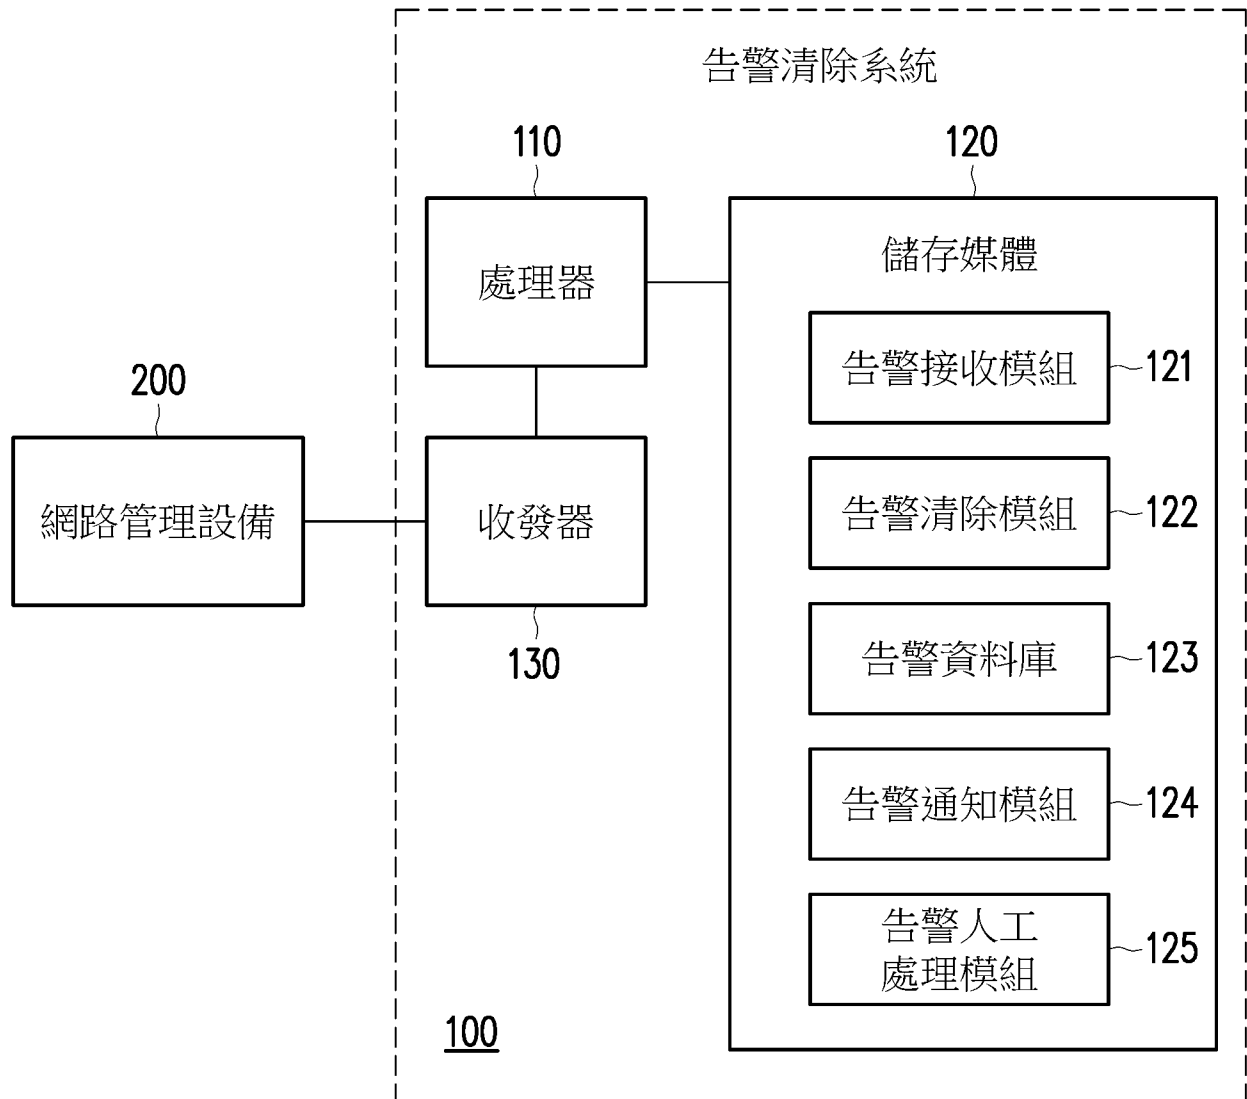 告警清除系統
110
120
處理器
儲存媒體
告警接收模組
121
200
網路管理設備
收發器
130
告警清除模組
122
告警資料庫
123
告警通知模組
124
告警人工
處理模組
125
100